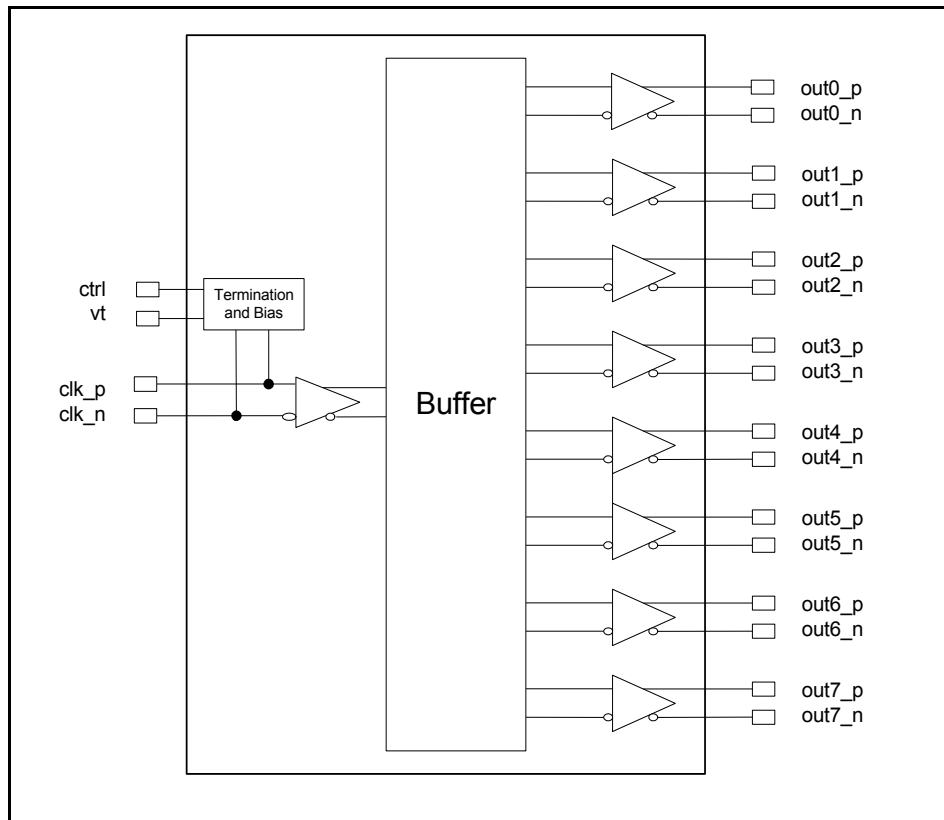 ctrl
vt
Termination
and Bias
clk_p
clk_n
Buffer
out0_p
out0_n
out1_p
out1_n
out2_p
out2_n
out3_p
out3_n
out4_p
out4_n
out5_p
out5_n
out6_p
out6_n
out7_p
out7_n